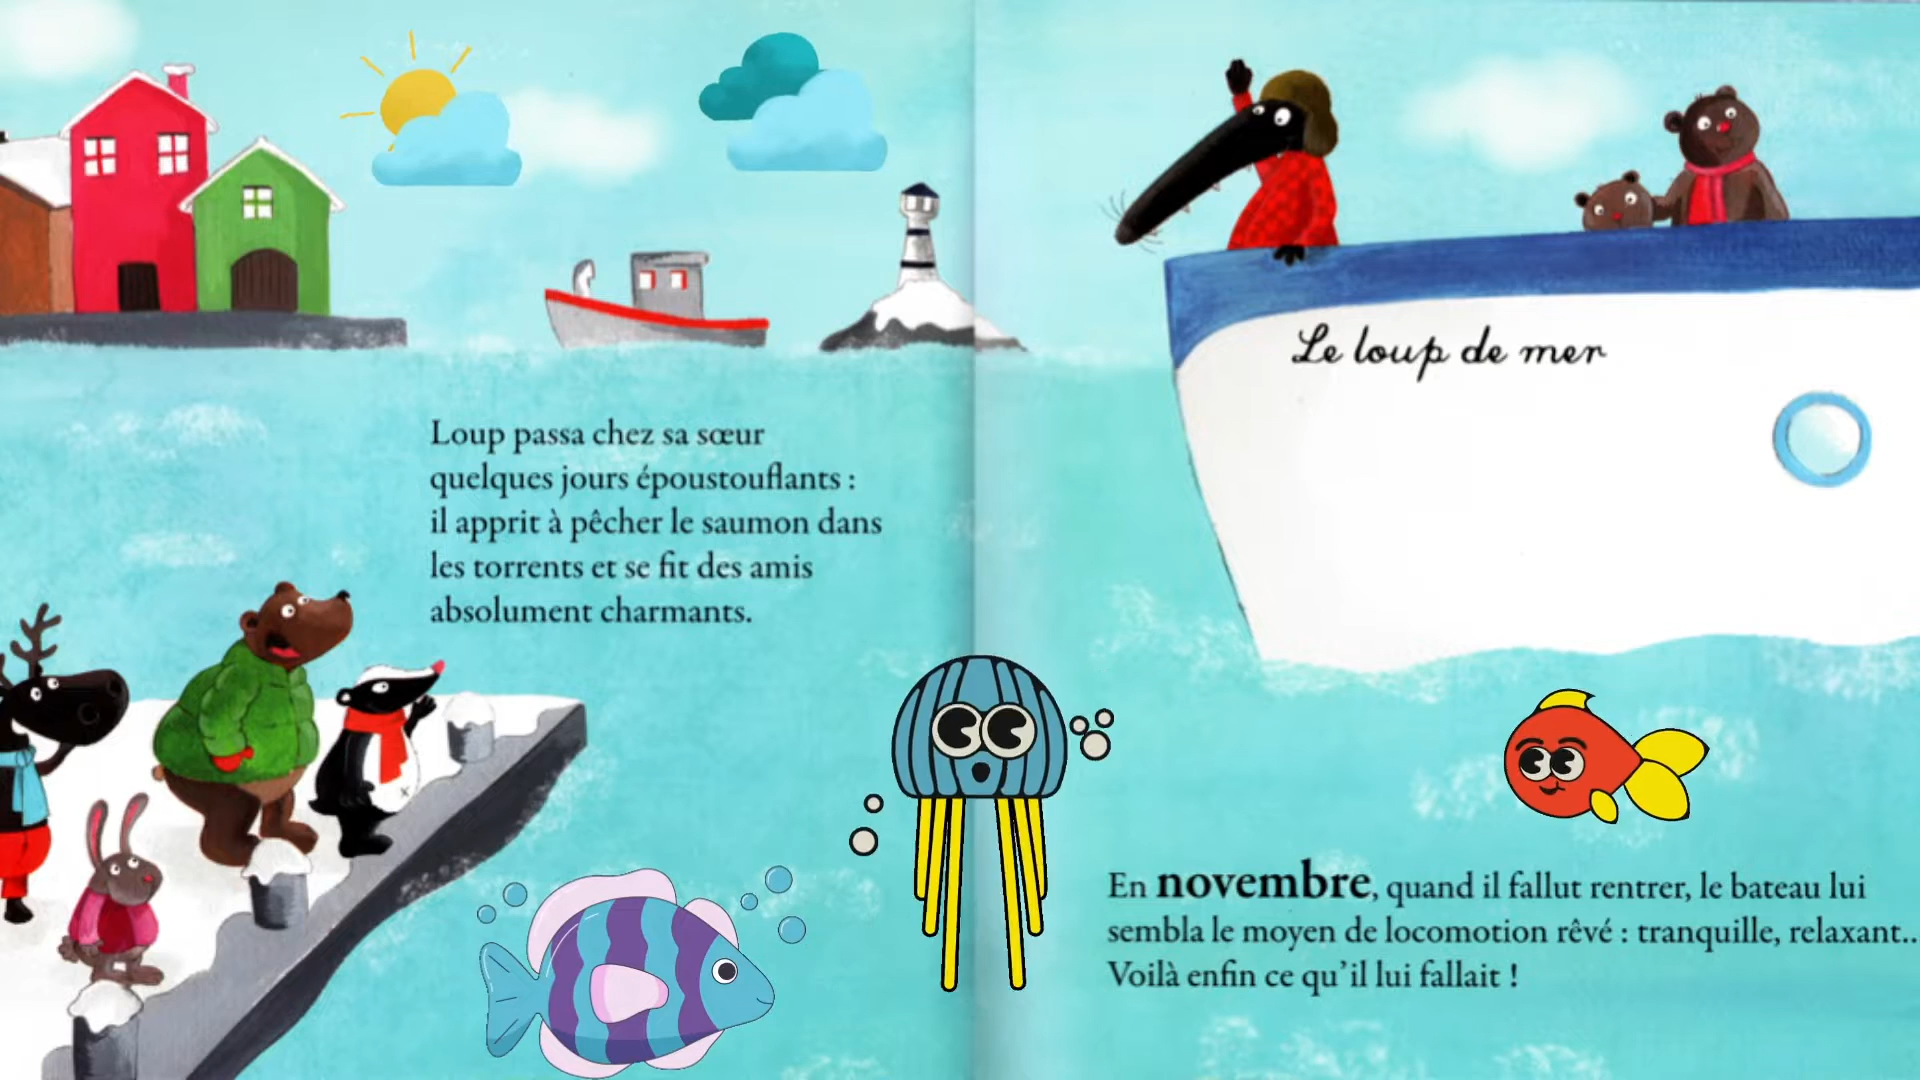 Loup passa chez sa sœur
quelques jours époustouflants :
il apprit à pêcher le saumon dans
les torrents et se fit des amis
absolument charmants.
Le loup de mer
En novembre, quand il fallut rentrer, le bateau lui
sembla le moyen de locomotion rêvé : tranquille, relaxant..
Voilà enfin ce qu'il lui fallait !